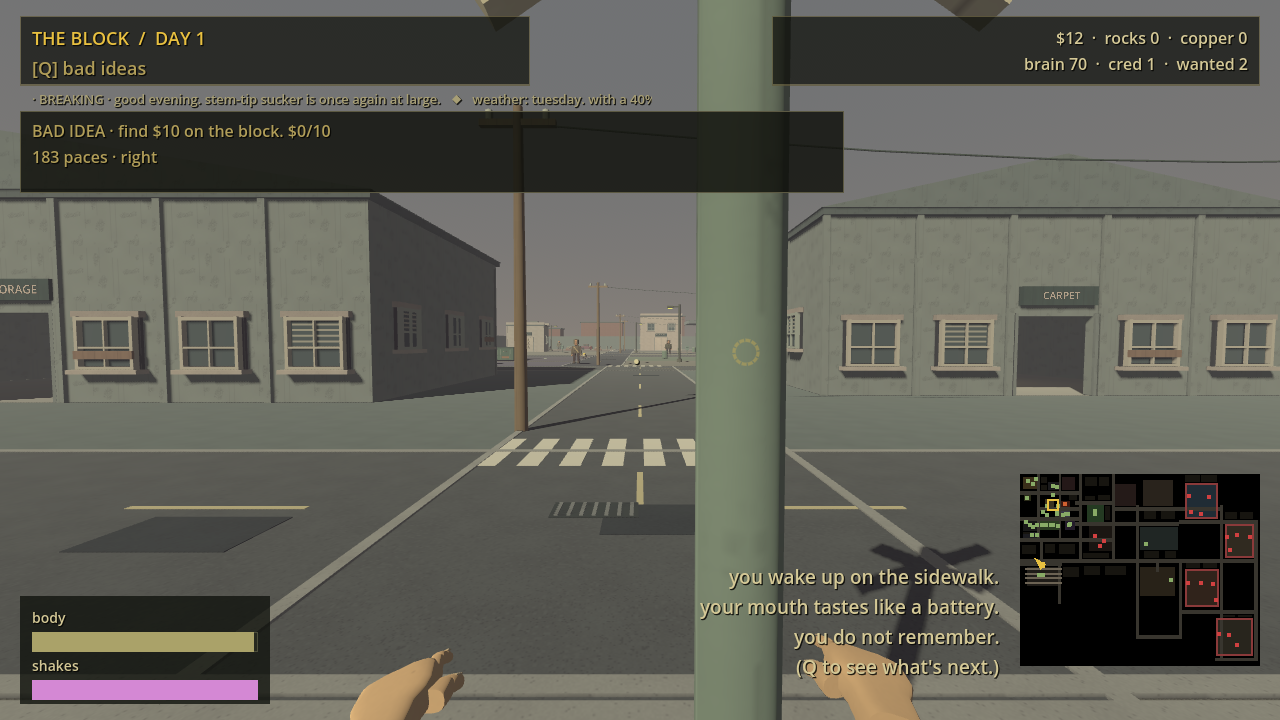 THE BLOCK / DAY 1
[Q] bad ideas
$12 · rocks 0 · copper 0
brain 70 · cred 1 · wanted 2
· BREAKING · good evening. stem-tip sucker is once again at large. ◆ weather: tuesday. with a 40%
BAD IDEA · find $10 on the block. $0/10
183 paces · right
ORAGE
CARPET
you wake up on the sidewalk.
your mouth tastes like a battery.
you do not remember.
(Q to see what's next.)
body
shakes